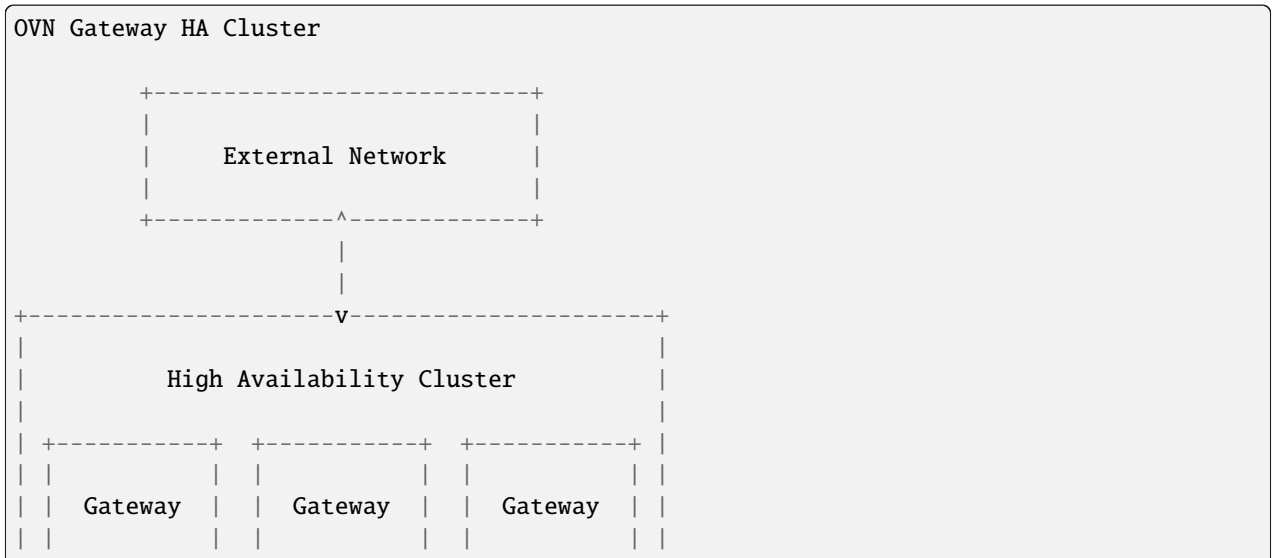 OVN Gateway HA Cluster
External Network
High Availability Cluster
Gateway Gateway Gateway